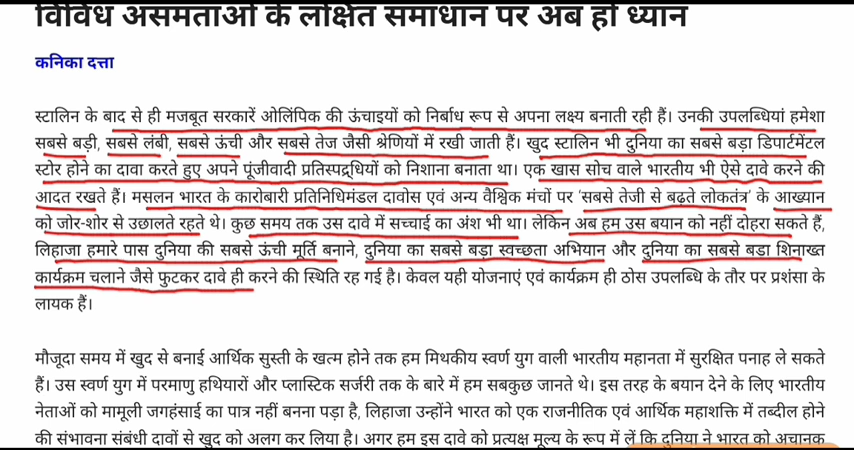 विविध असमताओं के लक्षित समाधान पर अब हो ध्यान
कनिका दत्ता
स्टालिन के बाद से ही मजबूत सरकारें ओलिंपिक की ऊंचाइयों को निर्बाध रूप से अपना लक्ष्य बनाती रही हैं। उनकी उपलब्धियां हमेशा
सबसे बड़ी, सबसे लंबी, सबसे ऊंची और सबसे तेज जैसी श्रेणियों में रखी जाती हैं। खुद स्टालिन भी दुनिया का सबसे बड़ा डिपार्टमेंटल
स्टोर होने का दावा करते हुए अपने पूंजीवादी प्रतिस्पद्र्धियों को निशाना बनाता था। एक खास सोच वाले भारतीय भी ऐसे दावे करने की
आदत रखते हैं। मसलन भारत के कारोबारी प्रतिनिधिमंडल दावोस एवं अन्य वैश्विक मंचों पर 'सबसे तेजी से बढ़ते लोकतंत्र' के आख्यान
को जोर-शोर से उछालते रहते थे। कुछ समय तक उस दावे में सच्चाई का अंश भी था। लेकिन अब हम उस बयान को नहीं दोहरा सकते हैं,
लिहाजा हमारे पास दुनिया की सबसे ऊंची मूर्ति बनाने, दुनिया का सबसे बड़ा स्वच्छता अभियान और दुनिया का सबसे बडा शिनाख्त
कार्यक्रम चलाने जैसे फुटकर दावे ही करने की स्थिति रह गई है। केवल यही योजनाएं एवं कार्यक्रम ही ठोस उपलब्धि के तौर पर प्रशंसा के
लायक हैं।
मौजूदा समय में खुद से बनाई आर्थिक सुस्ती के खत्म होने तक हम मिथकीय स्वर्ण युग वाली भारतीय महानता में सुरक्षित पनाह ले सकते
हैं। उस स्वर्ण युग में परमाणु हथियारों और प्लास्टिक सर्जरी तक के बारे में हम सबकुछ जानते थे। इस तरह के बयान देने के लिए भारतीय
नेताओं को मामूली जगहंसाई का पात्र नहीं बनना पड़ा है, लिहाजा उन्होंने भारत को एक राजनीतिक एवं आर्थिक महाशक्ति में तब्दील होने
की संभावना संबंधी दावों से खुद को अलग कर लिया है। अगर हम इस दावे को प्रत्यक्ष मूल्य के रूप में लें कि दुनिया ने भारत को अचानक